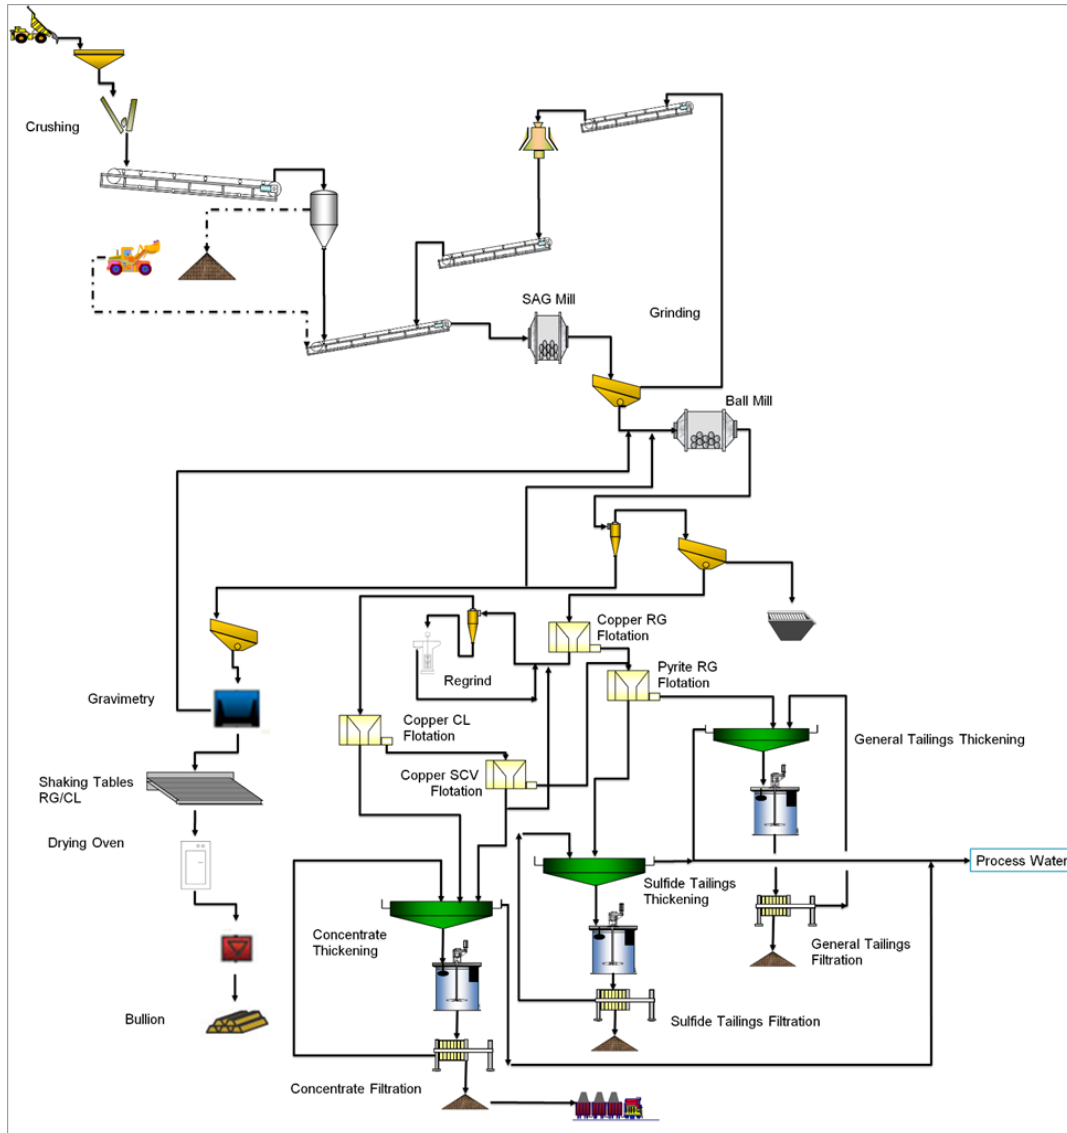 Crushing
SAG Mill
Grinding
Ball Mill
Copper RG
Flotation
Pyrite RG
Flotation
Regrind
Gravimetry
Copper CL
Flotation
General Tailings Thickening
Copper SCV
Flotation
Shaking Tables
RG/CL
Drying Oven
Process Water
Sulfide Tailings
Thickening
Concentrate
Thickening
General Tailings
Filtration
Bullion
Sulfide Tailings Filtration
Concentrate Filtration